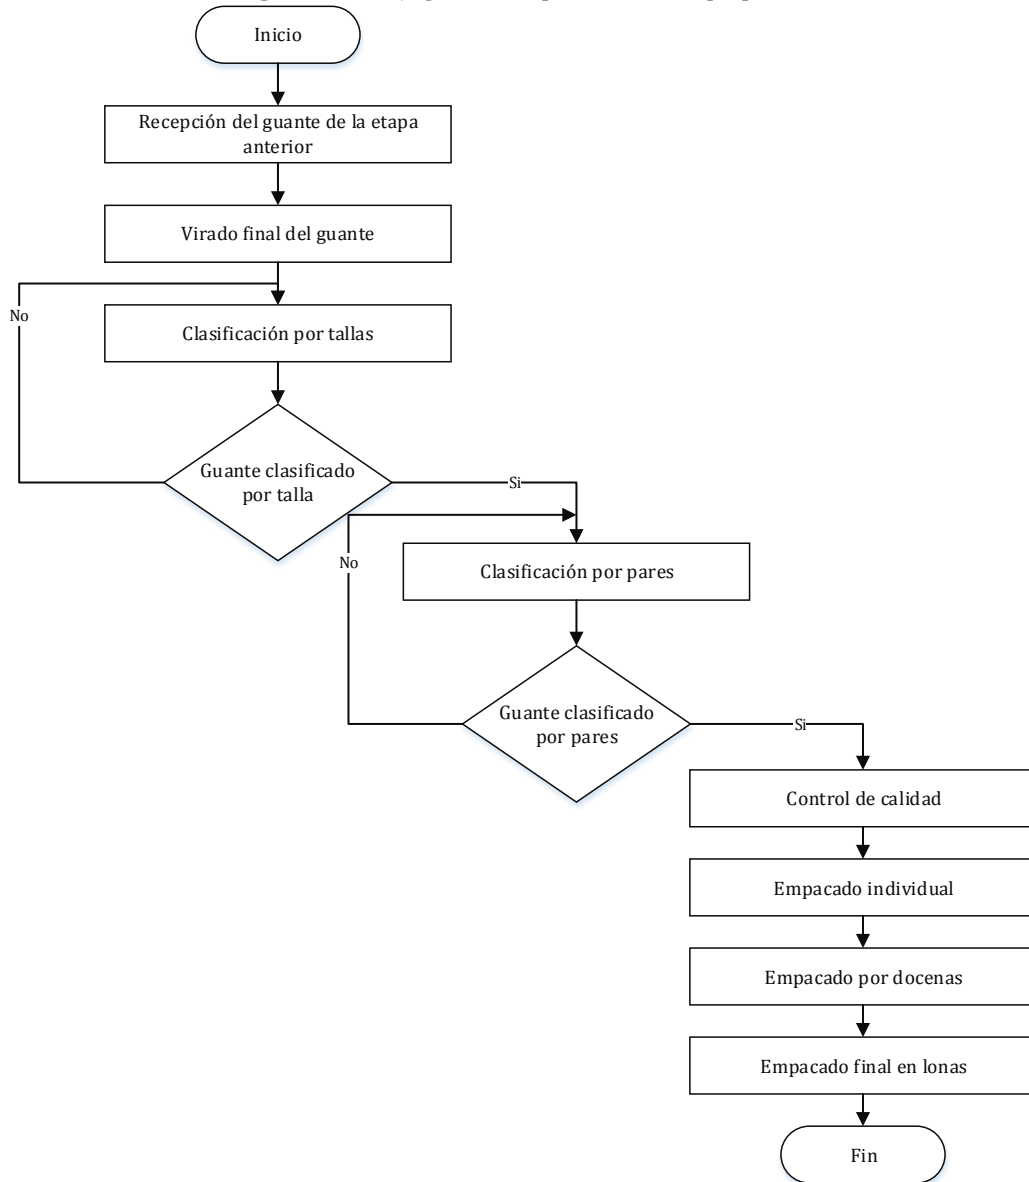 Inicio
Recepción del guante de la etapa
anterior
Virado final del guante
No
Clasificación por tallas
Guante clasificado
por talla
Si
No
Clasificación por pares
Guante clasificado
por pares
Si
Control de calidad
Empacado individual
Empacado por docenas
Empacado final en lonas
Fin